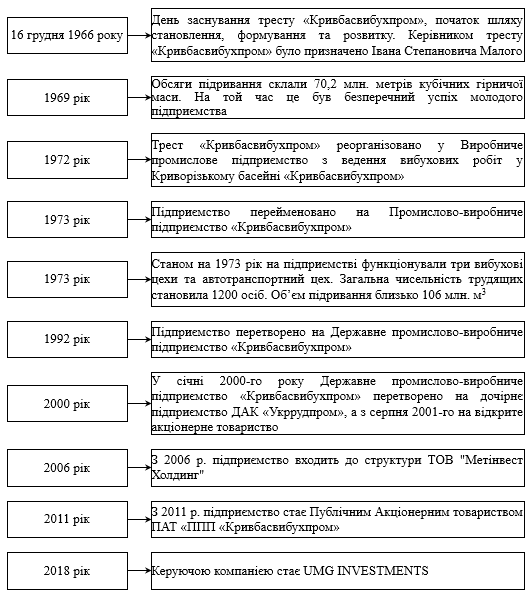 16 грудня 1966 року
День заснування тресту «Кривбасвибухпром», початок шляху
становлення, формування та розвитку. Керівником тресту
«Кривбасвибухпром» було призначено Івана Степановича Малого
1969 рік
Обсяги підривання склали 70,2 млн. метрів кубічних гірничої
маси. На той час це був безперечний успіх молодого
підприємства
1972 рік
Трест «Кривбасвибухпром» реорганізовано у Виробниче
промислове підприємство з ведення вибухових робіт у
Криворізькому басейні «Кривбасвибухпром»
1973 рік
Підприємство перейменовано на Промислово-виробниче
підприємство «Кривбасвибухпром»
1973 рік
Станом на 1973 рік на підприємстві функціонували три вибухові
цехи та автотранспортний цех. Загальна чисельність трудящих
становила 1200 осіб. Об’єм підривання близько 106 млн. м³
1992 рік
Підприємство перетворено на Державне промислово-виробниче
підприємство «Кривбасвибухпром»
2000 рік
У січні 2000-го року Державне промислово-виробниче
підприємство «Кривбасвибухпром» перетворено на дочірнє
підприємство ДАК «Укррудпром», а з серпня 2001-го на відкрите
акціонерне товариство
2006 рік
З 2006 р. підприємство входить до структури ТОВ "Метінвест
Холдинг"
2011 рік
З 2011 р. підприємство стає Публічним Акціонерним товариством
ПАТ «ППП «Кривбасвибухпром»
2018 рік
Керуючою компанією стає UMG INVESTMENTS